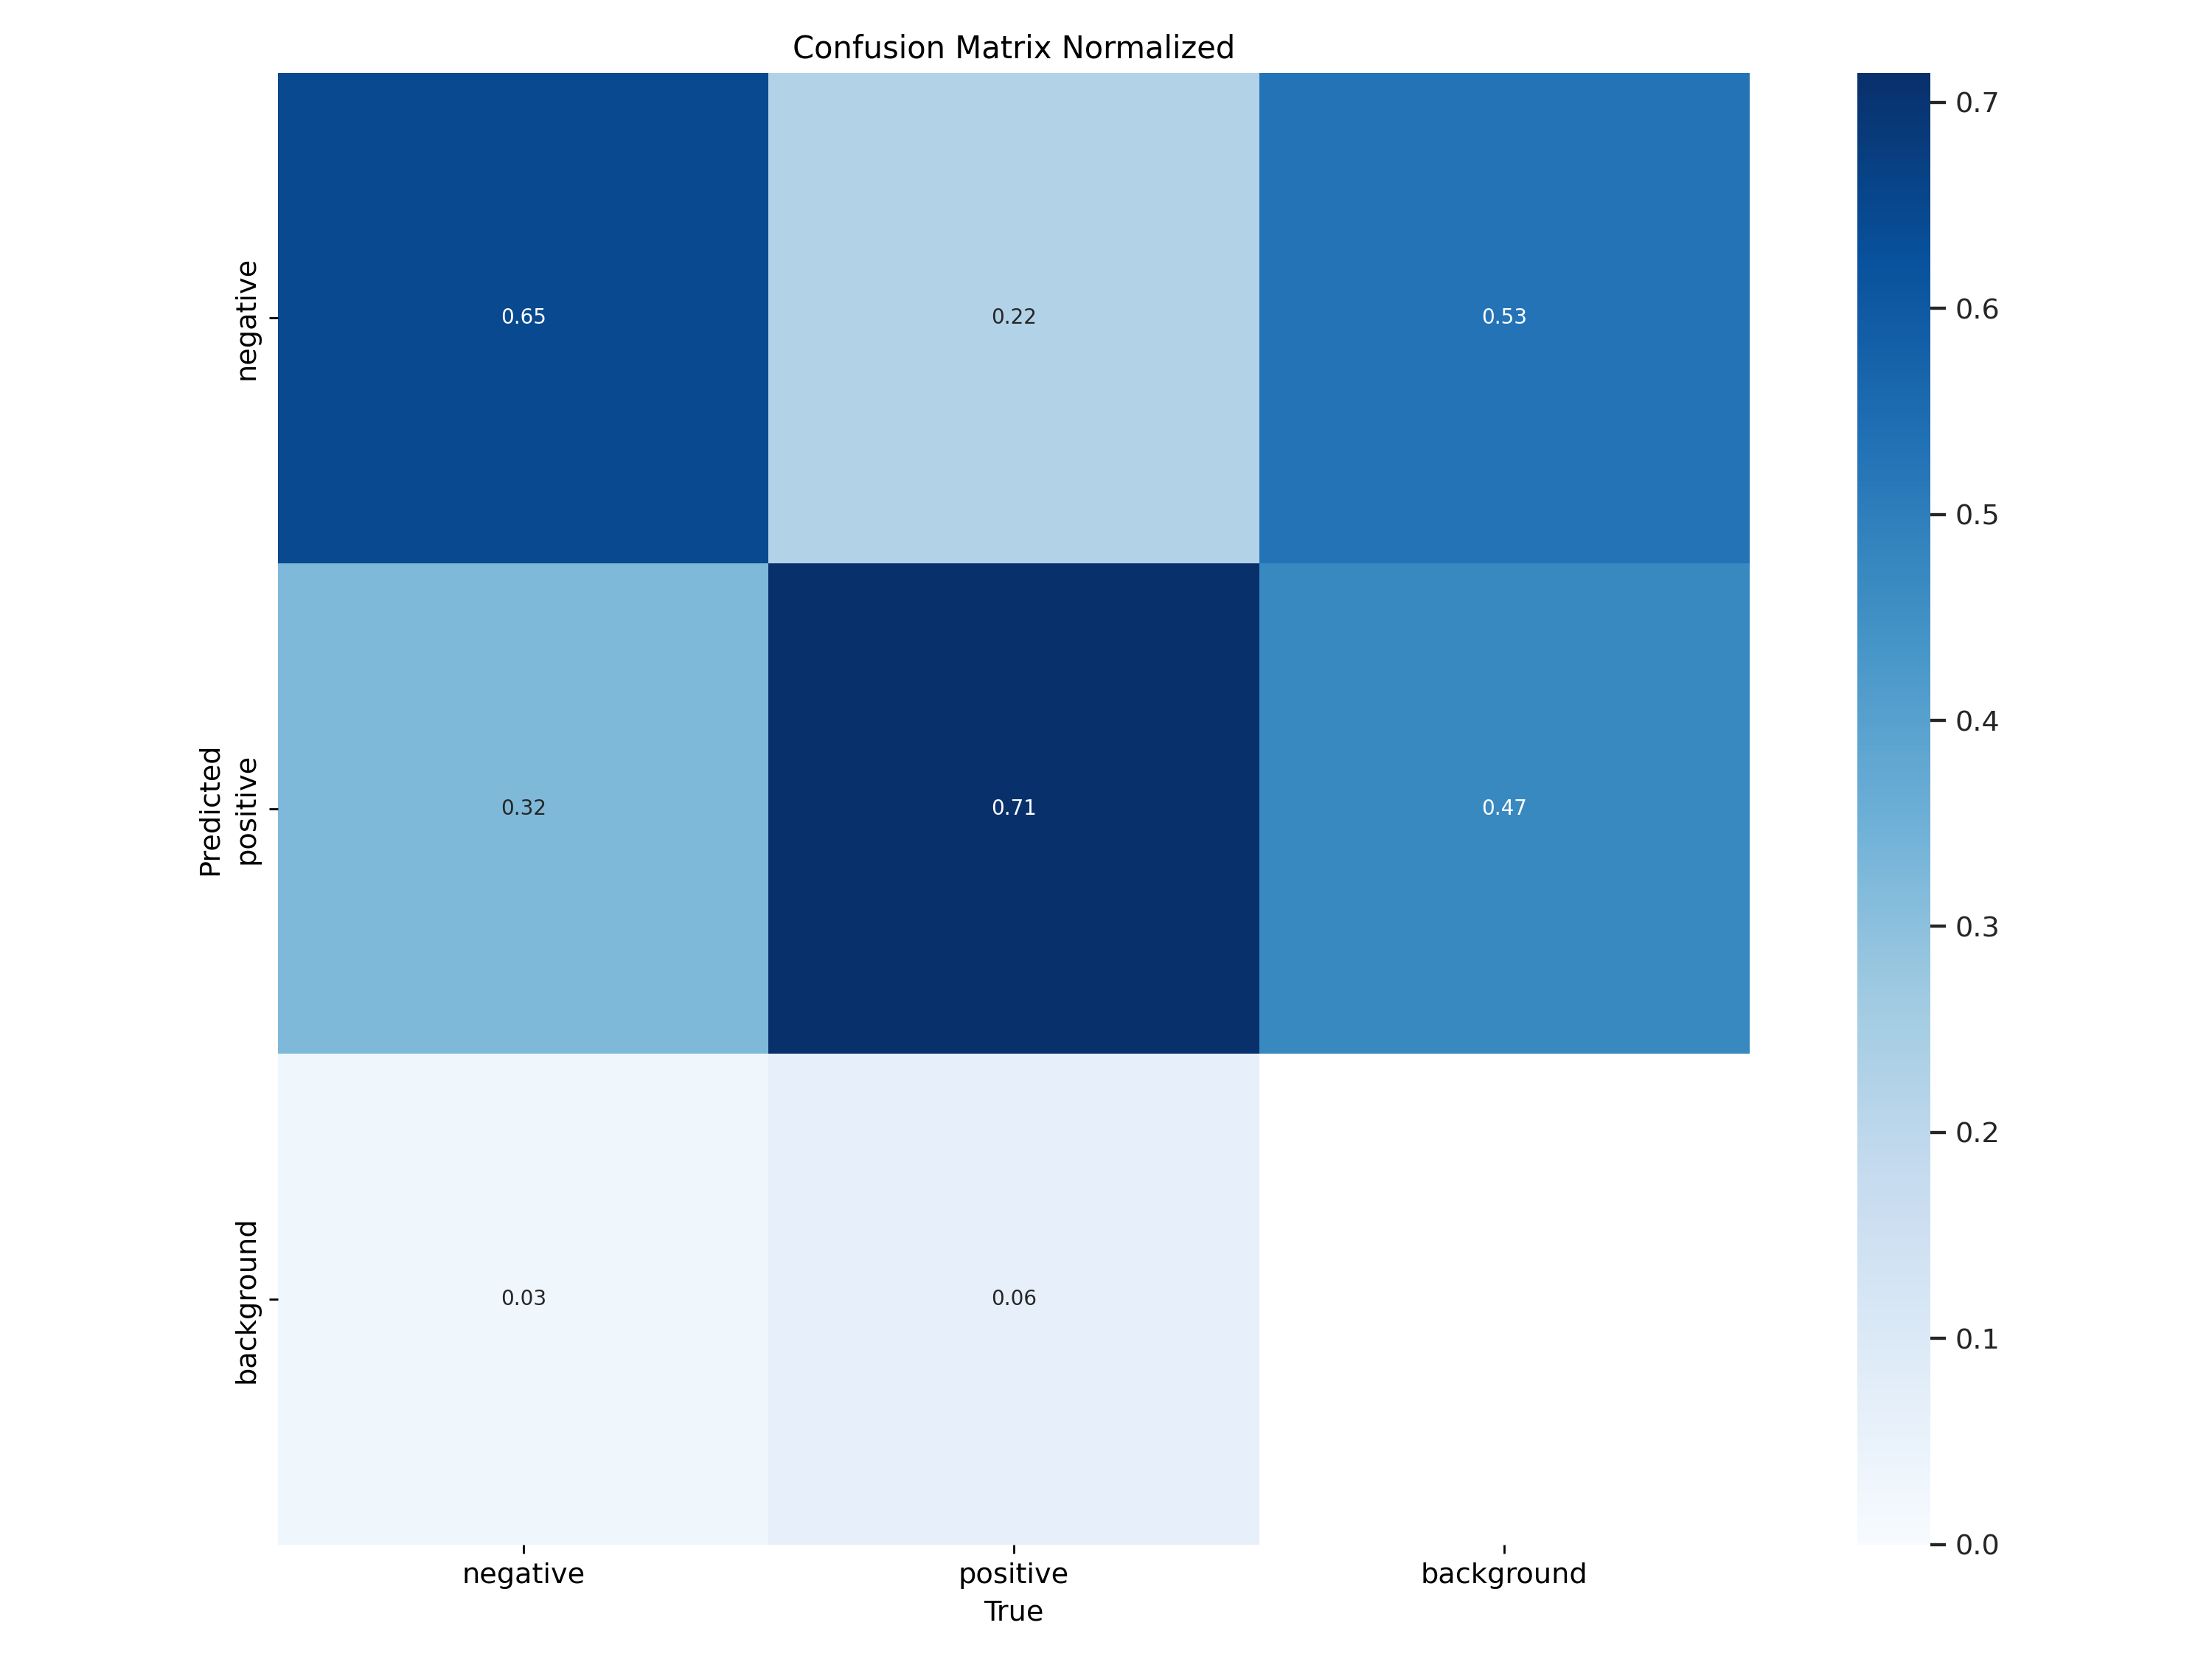 Confusion Matrix Normalized
negative
0.65
0.22
0.53
Predicted
positive
0.32
0.71
0.47
background
0.03
0.06
negative
positive
background
True
0.7
0.6
0.5
0.4
0.3
0.2
0.1
0.0